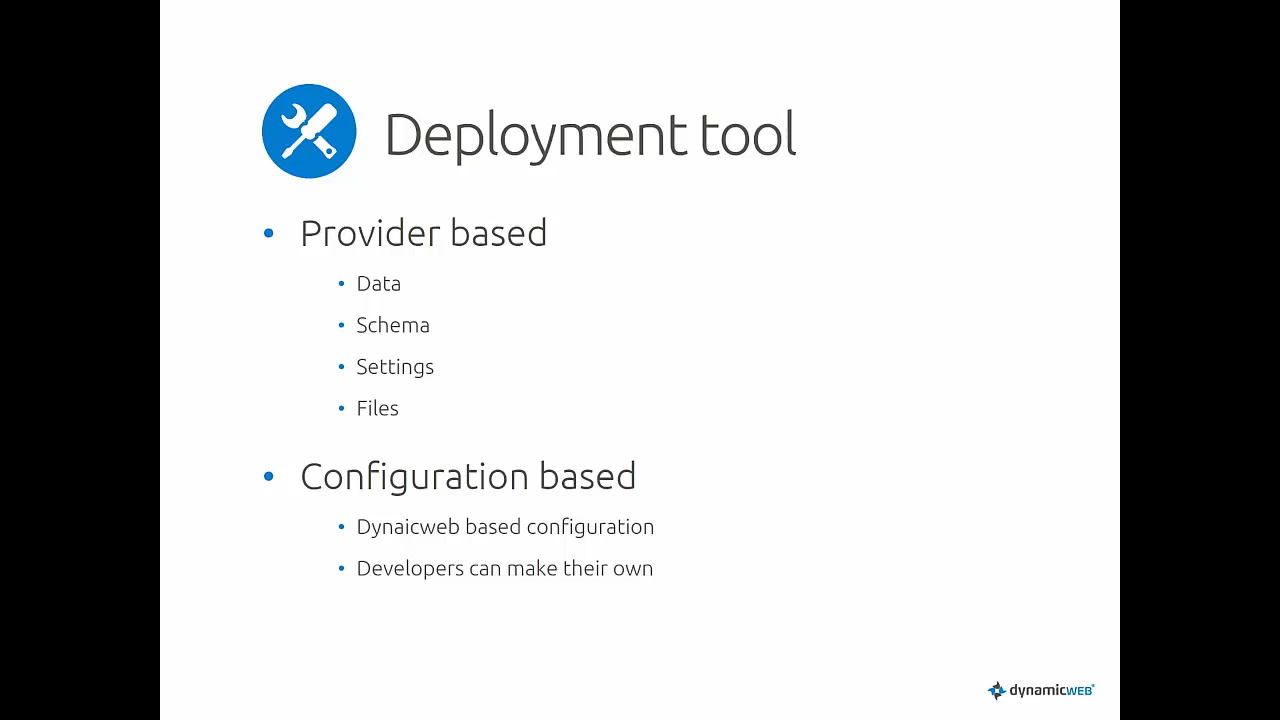 Deployment tool
• Provider based
• Data
• Schema
• Settings
• Files
• Configuration based
• Dynaicweb based configuration
• Developers can make their own
dynamicWEB